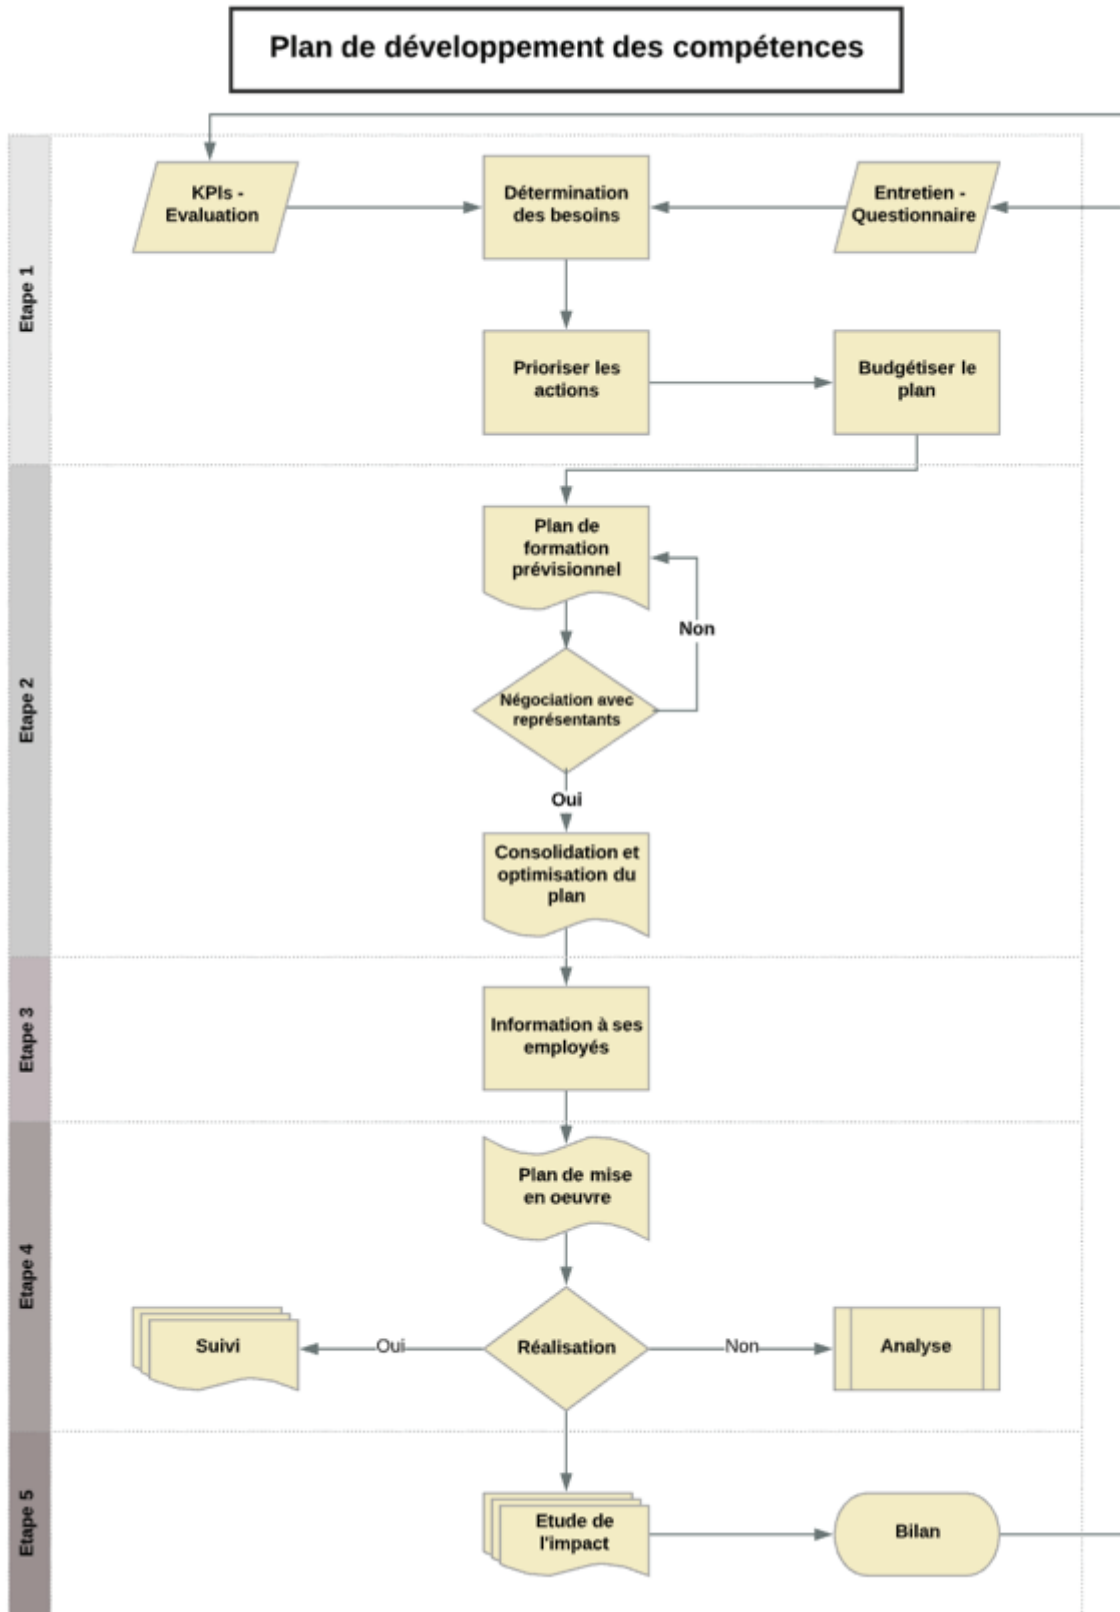 Plan de développement des compétences
Etape 1
KPIs -
Evaluation
Détermination
des besoins
Entretien -
Questionnaire
Prioriser les
actions
Budgétiser le
plan
Etape 2
Plan de
formation
prévisionnel
Non
Négociation avec
représentants
Oui
Consolidation et
optimisation du
plan
Etape 3
Information à ses
employés
Etape 4
Plan de mise
en oeuvre
Suivi
Oui
Réalisation
Non
Analyse
Etape 5
Etude de
l'impact
Bilan